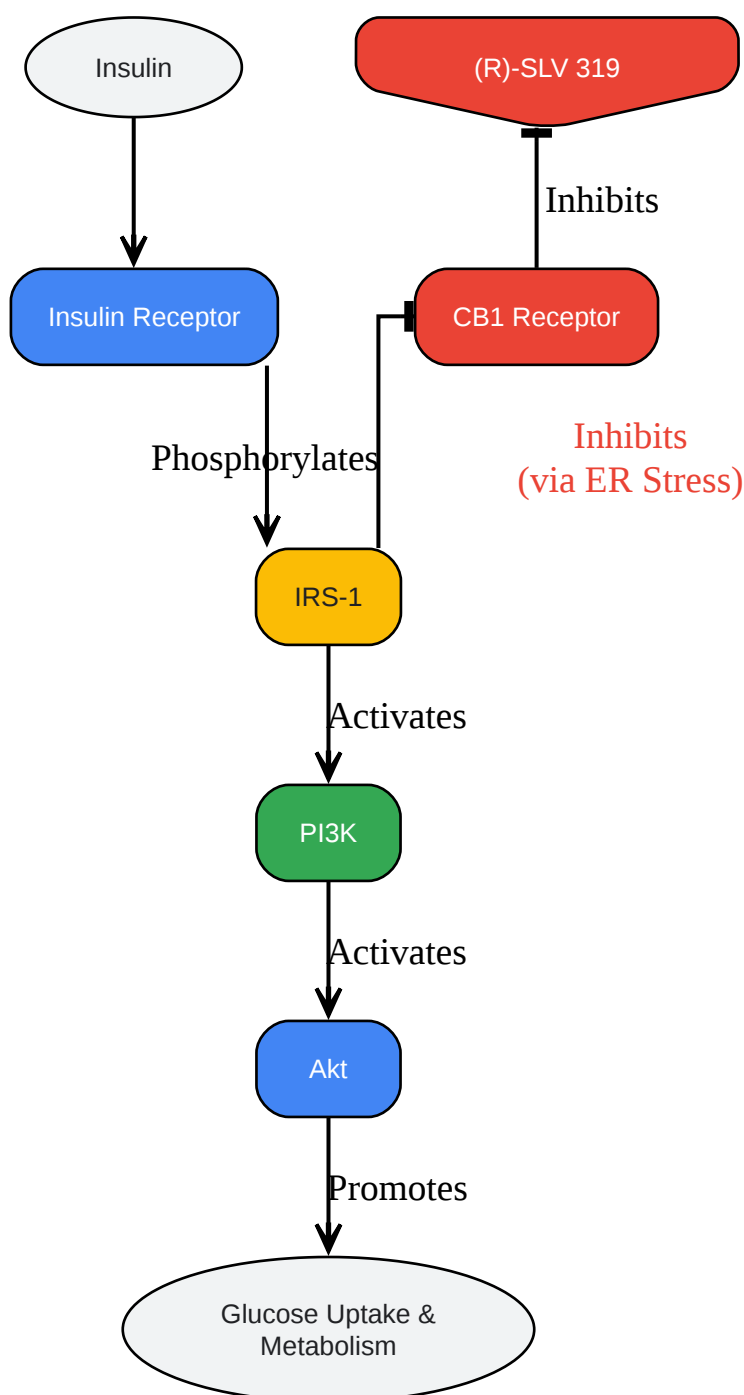 Insulin
(R)-SLV 319
Inhibits
Insulin Receptor
CB1 Receptor
Phosphorylates
Inhibits
(via ER Stress)
IRS-1
Activates
PI3K
Activates
Akt
Promotes
Glucose Uptake &
Metabolism